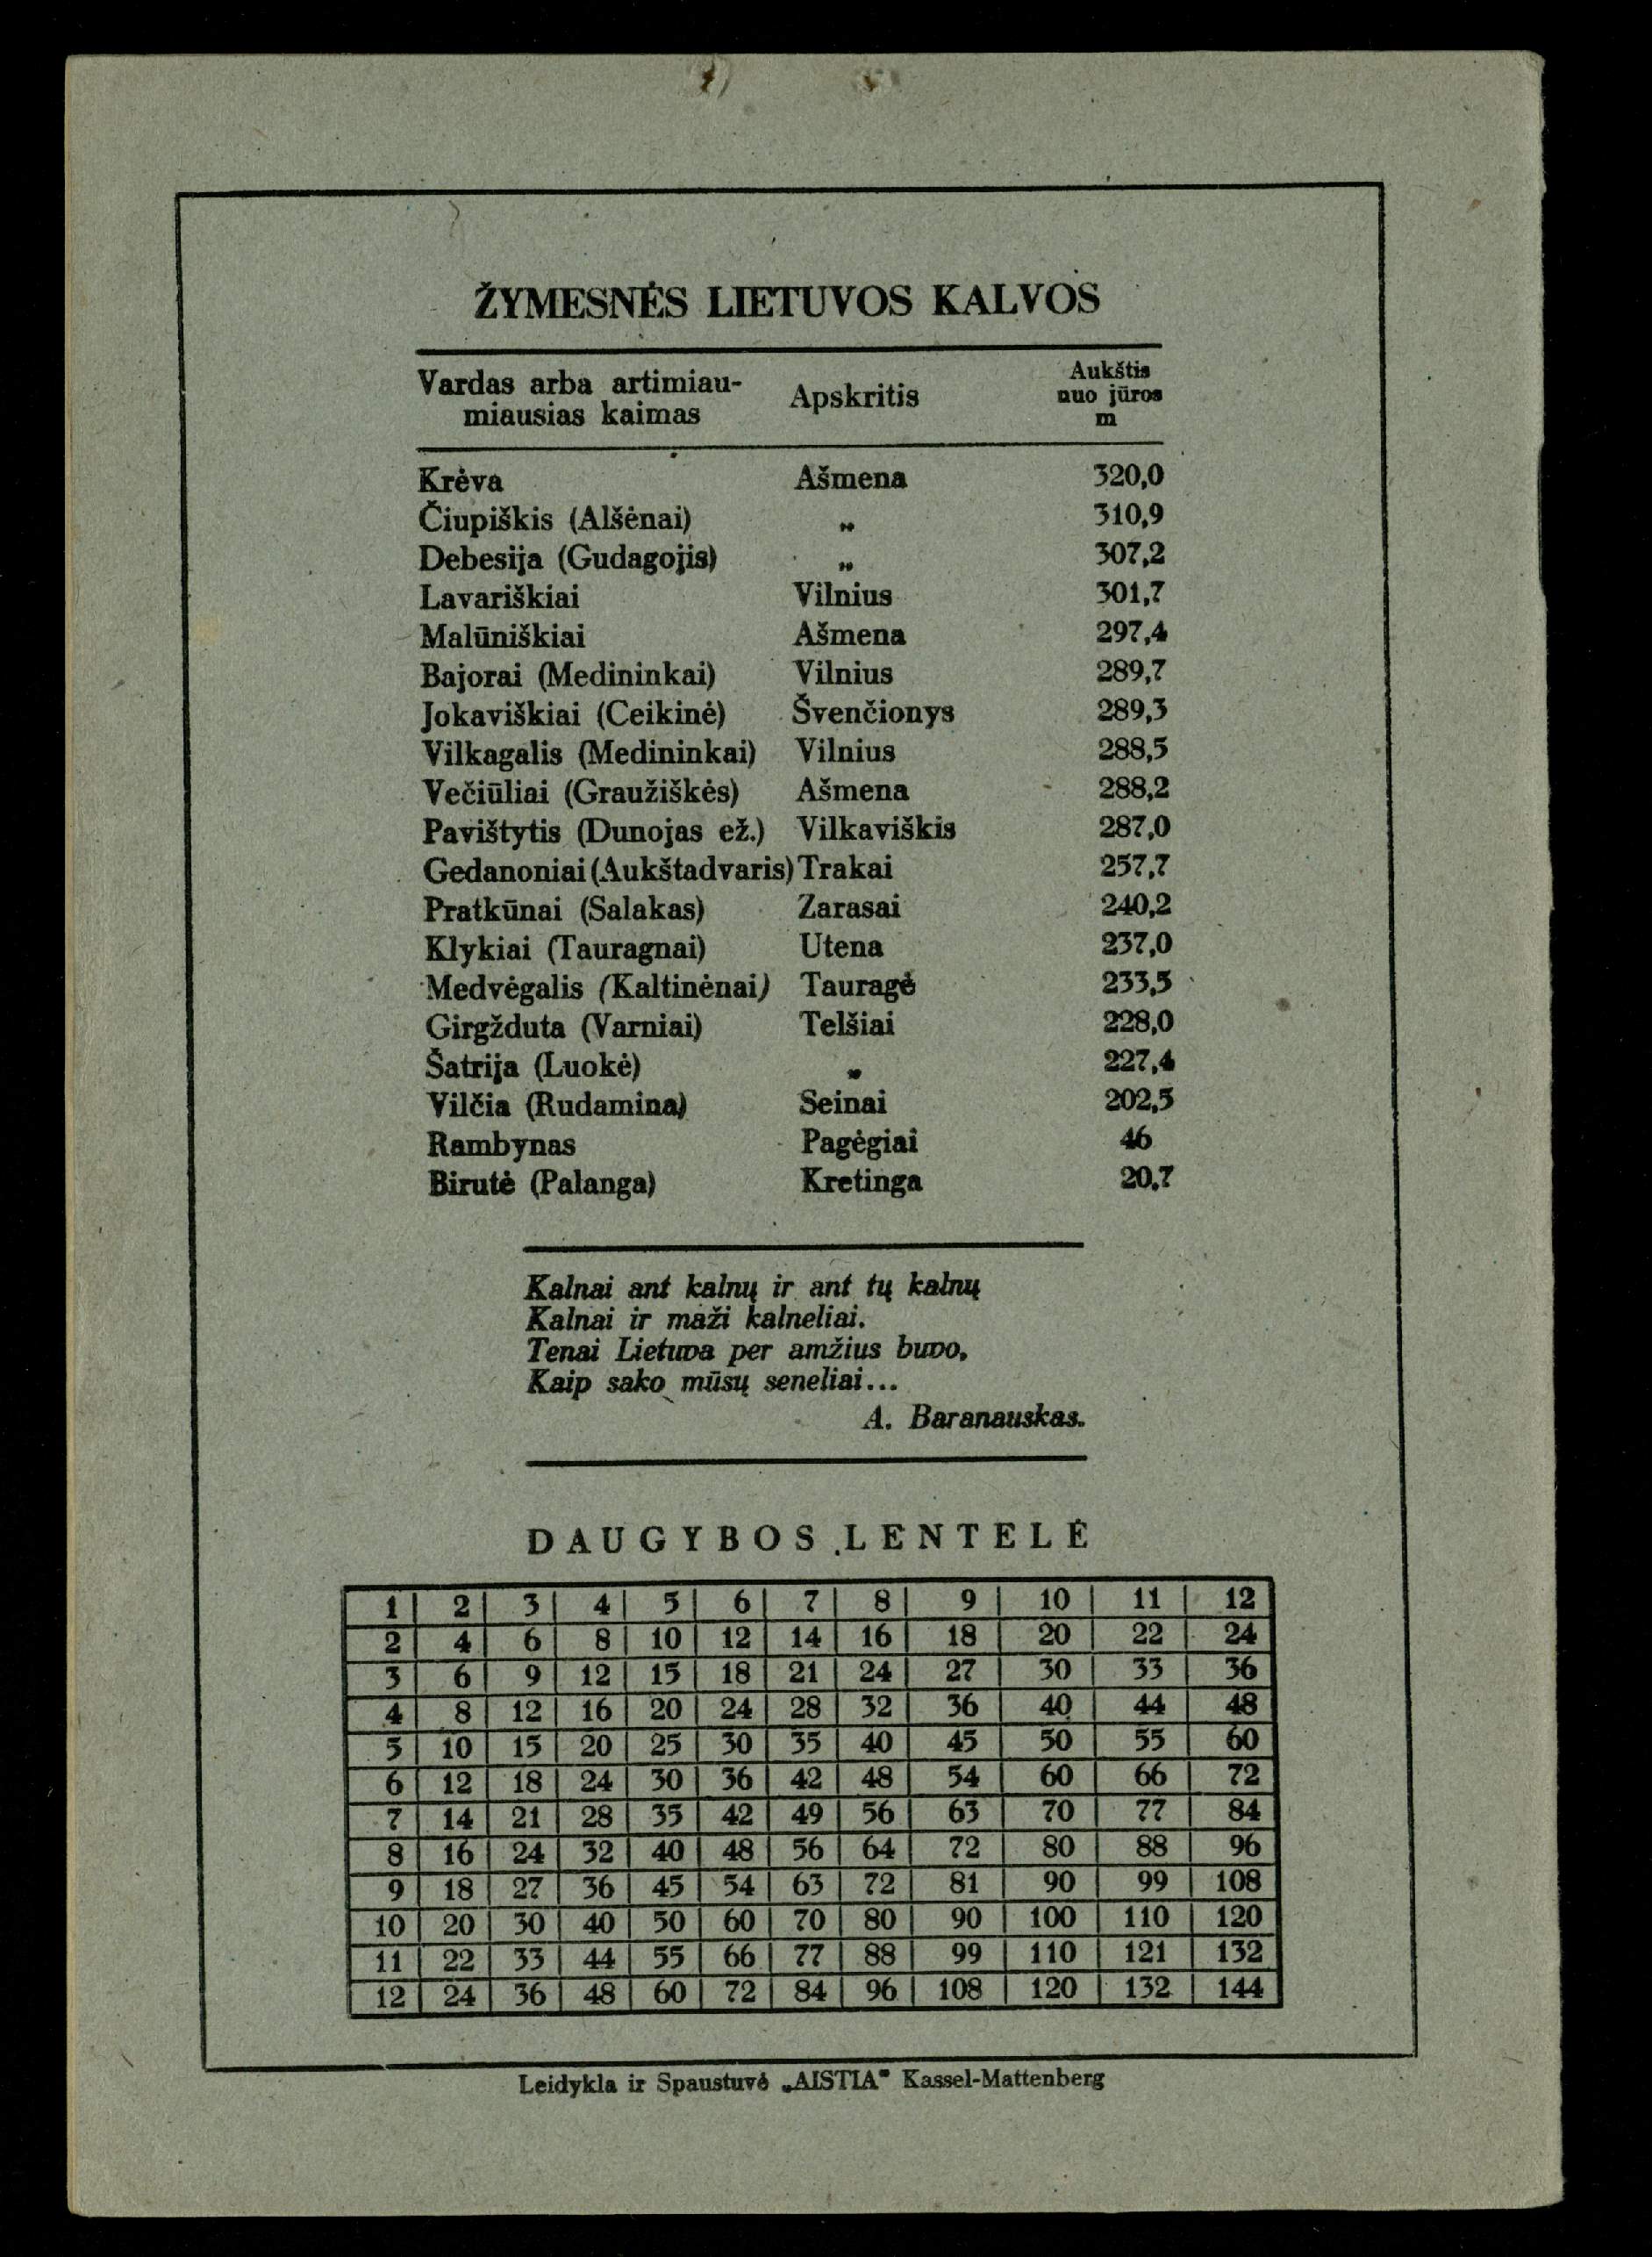 ŽYMESNĖS LIETUVOS KALVOS
Vardas arba artimiau- Apskritis Aukštis
miausias kaimas nuo jūros
m
Krėva Ašmena 320,0
Čiupiškis (Alšėnai) „ 310,9
Debesija (Gudagojis) „ 307,2
Lavariškiai Vilnius 301,7
Malūniškiai Ašmena 297,4
Bajorai (Medininkai) Vilnius 289,7
Jokaviškiai (Ceikinė) Švenčionys 289,3
Vilkagalis (Medininkai) Vilnius 288,5
Večiūliai (Graužiškės) Ašmena 288,2
Pavištytis (Dunojas ež.) Vilkaviškis 287,0
Gedanoniai (Aukštadvaris) Trakai 257,7
Pratkūnai (Salakas) Zarasai 240,2
Klykiai (Tauragnai) Utena 237,0
Medvėgalis (Kaltinėnai) Tauragė 233,5
Girgžduta (Varniai) Telšiai 228,0
Šatrija (Luokė) „ 227,4
Vilčia (Rudamina) Seinai 202,5
Rambynas Pagėgiai 46
Birutė (Palanga) Kretinga 20,7
Kalnai ant kalnų ir ant tų kalnų
Kalnai ir maži kalneliai.
Tenai Lietuva per amžius buvo,
Kaip sako mūsų seneliai...
A. Baranauskas.
DAUGYBOS LENTELĖ
1 2 3 4 5 6 7 8 9 10 11 12
2 4 6 8 10 12 14 16 18 20 22 24
3 6 9 12 15 18 21 24 27 30 33 36
4 8 12 16 20 24 28 32 36 40 44 48
5 10 15 20 25 30 35 40 45 50 55 60
6 12 18 24 30 36 42 48 54 60 66 72
7 14 21 28 35 42 49 56 63 70 77 84
8 16 24 32 40 48 56 64 72 80 88 96
9 18 27 36 45 54 63 72 81 90 99 108
10 20 30 40 50 60 70 80 90 100 110 120
11 22 33 44 55 66 77 88 99 110 121 132
12 24 36 48 60 72 84 96 108 120 132 144
Leidykla ir Spaustuvė „AISTIA" Kassel-Mattenberg